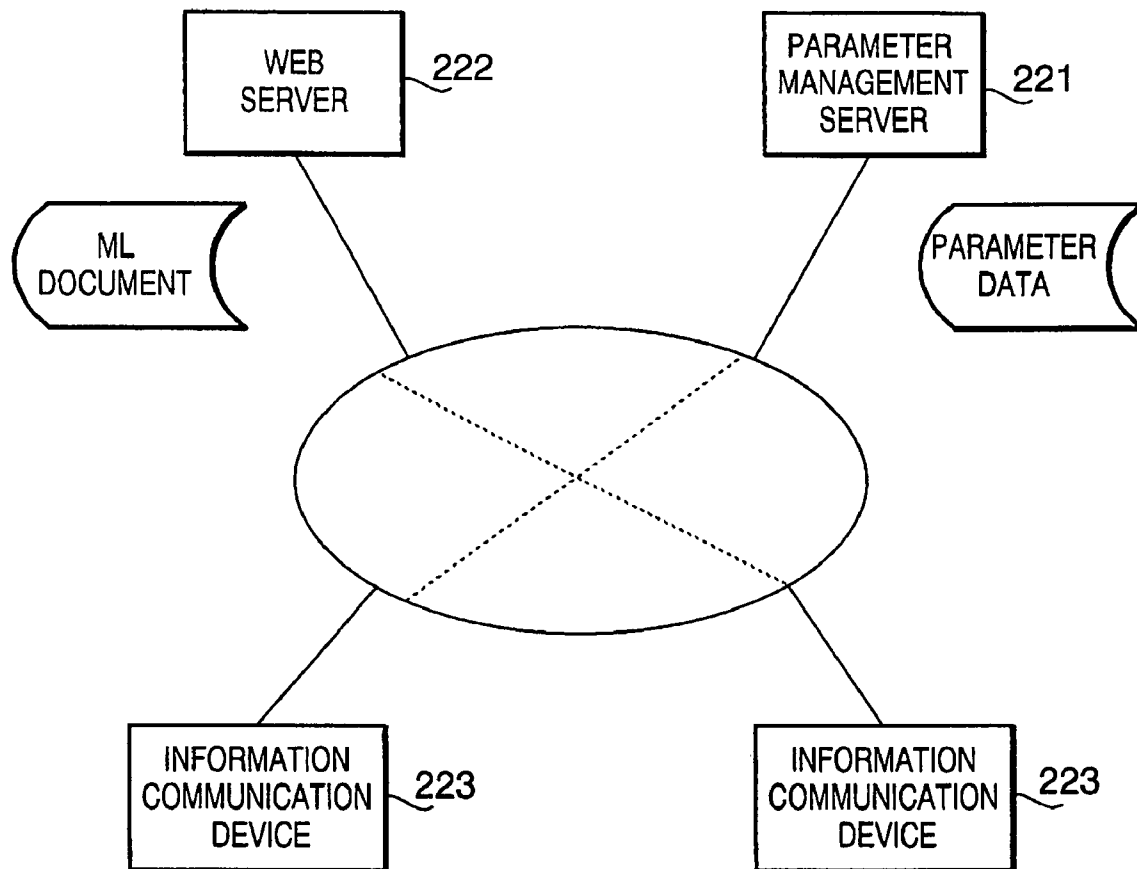 WEB
SERVER
222
PARAMETER
MANAGEMENT
SERVER
221
ML
DOCUMENT
PARAMETER
DATA
INFORMATION
COMMUNICATION
DEVICE
223
INFORMATION
COMMUNICATION
DEVICE
223